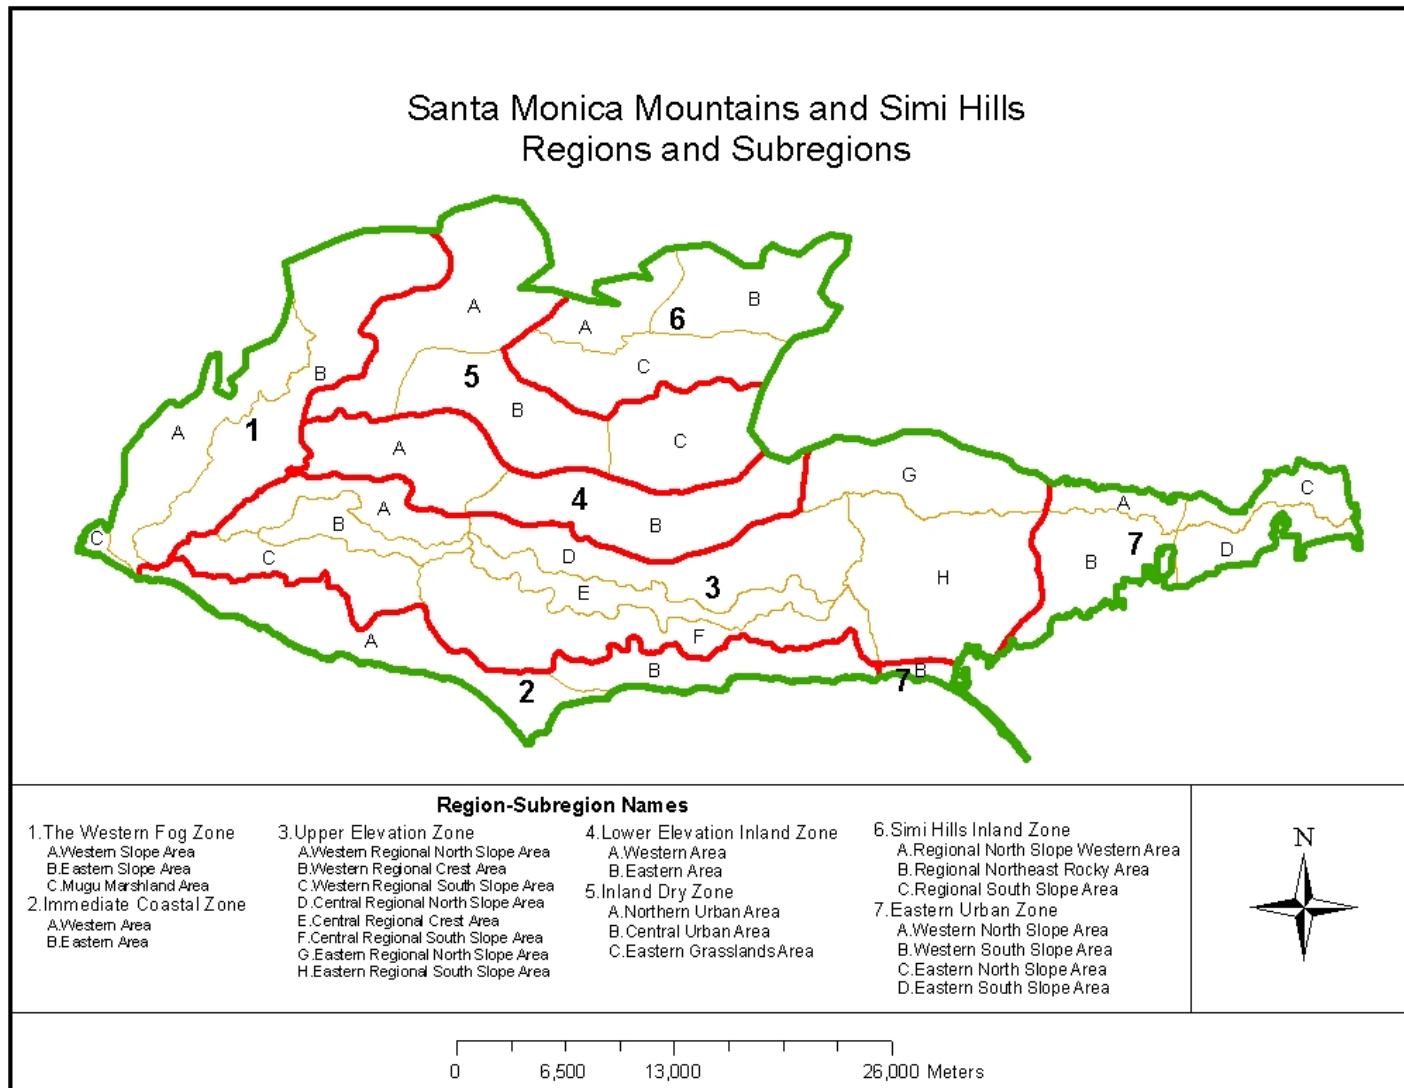 Santa Monica Mountains and Simi Hills
Regions and Subregions
A
B
6
A
B
C
5
B
A
1
C
A
C
G
4
B
A
C
B
A
C
D
E
3
H
A
7
B
D
C
F
A
B
2
7
B
Region-Subregion Names
1.The Western Fog Zone
A.Western Slope Area
B.Eastern Slope Area
C.Mugu Marshland Area
2.Immediate Coastal Zone
A.Western Area
B.Eastern Area
3.Upper Elevation Zone
A.Western Regional North Slope Area
B.Western Regional Crest Area
C.Western Regional South Slope Area
D.Central Regional North Slope Area
E.Central Regional Crest Area
F.Central Regional South Slope Area
G.Eastern Regional North Slope Area
H.Eastern Regional South Slope Area
4.Lower Elevation Inland Zone
A.Western Area
B.Eastern Area
5.Inland Dry Zone
A.Northern Urban Area
B.Central Urban Area
C.Eastern Grasslands Area
6.Simi Hills Inland Zone
A.Regional North Slope Western Area
B.Regional Northeast Rocky Area
C.Regional South Slope Area
7.Eastern Urban Zone
A.Western North Slope Area
B.Western South Slope Area
C.Eastern North Slope Area
D.Eastern South Slope Area
N
0 6,500 13,000 26,000 Meters